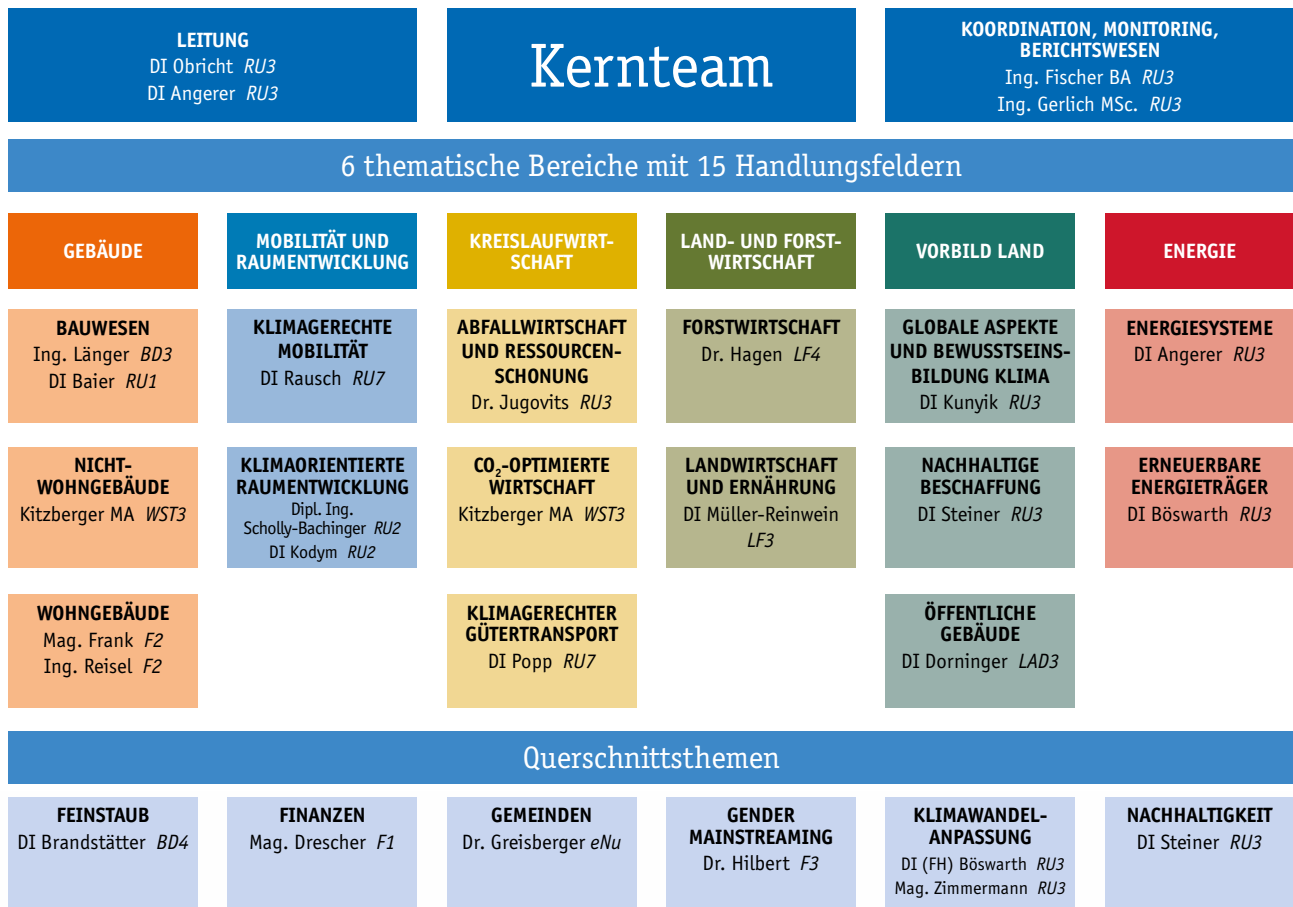 LEITUNG
DI Obricht RU3
DI Angerer RU3
Kernteam
KOORDINATION, MONITORING,
BERICHTSWESEN
Ing. Fischer BA RU3
Ing. Gerlich MSc. RU3
6 thematische Bereiche mit 15 Handlungsfeldern
GEBÄUDE
MOBILITÄT UND
RAUMENTWICKLUNG
KREISLAUFWIRT-
SCHAFT
LAND- UND FORST-
WIRTSCHAFT
VORBILD LAND
ENERGIE
BAUWESEN
Ing. Länger BD3
DI Baier RU1
KLIMAGERECHTE
MOBILITÄT
DI Rausch RU7
ABFALLWIRTSCHAFT
UND RESSOURCEN-
SCHONUNG
Dr. Jugovits RU3
FORSTWIRTSCHAFT
Dr. Hagen LF4
GLOBALE ASPEKTE
UND BEWUSSTSEINS-
BILDUNG KLIMA
DI Kunyik RU3
ENERGIESYSTEME
DI Angerer RU3
NICHT-
WOHNGEBÄUDE
Kitzberger MA WST3
KLIMAORIENTIERTE
RAUMENTWICKLUNG
Dipl. Ing.
Scholly-Bachinger RU2
DI Kodym RU2
CO₂-OPTIMIERTE
WIRTSCHAFT
Kitzberger MA WST3
LANDWIRTSCHAFT
UND ERNÄHRUNG
DI Müller-Reinwein
LF3
NACHHALTIGE
BESCHAFFUNG
DI Steiner RU3
ERNEUERBARE
ENERGIETRÄGER
DI Böswarth RU3
WOHNGEBÄUDE
Mag. Frank F2
Ing. Reisel F2
KLIMAGERECHTER
GÜTERTRANSPORT
DI Popp RU7
ÖFFENTLICHE
GEBÄUDE
DI Dorninger LAD3
Querschnittsthemen
FEINSTAUB
DI Brandstätter BD4
FINANZEN
Mag. Drescher F1
GEMEINDEN
Dr. Greisberger eNu
GENDER
MAINSTREAMING
Dr. Hilbert F3
KLIMAWANDEL-
ANPASSUNG
DI (FH) Böswarth RU3
Mag. Zimmermann RU3
NACHHALTIGKEIT
DI Steiner RU3